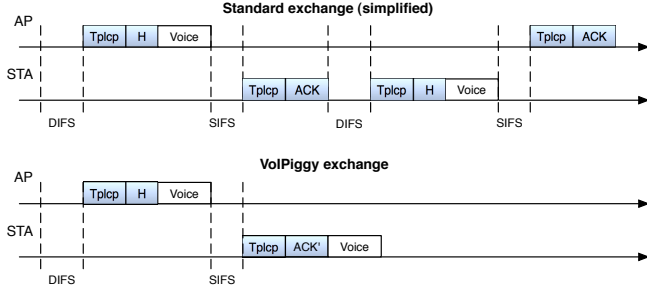 Standard exchange (simplified)
AP
Tplcp H Voice Tplcp ACK
STA
Tplcp ACK Tplcp H Voice
DIFS SIFS DIFS SIFS
VoIPiggy exchange
AP
Tplcp H Voice
STA
Tplcp ACK' Voice
DIFS SIFS